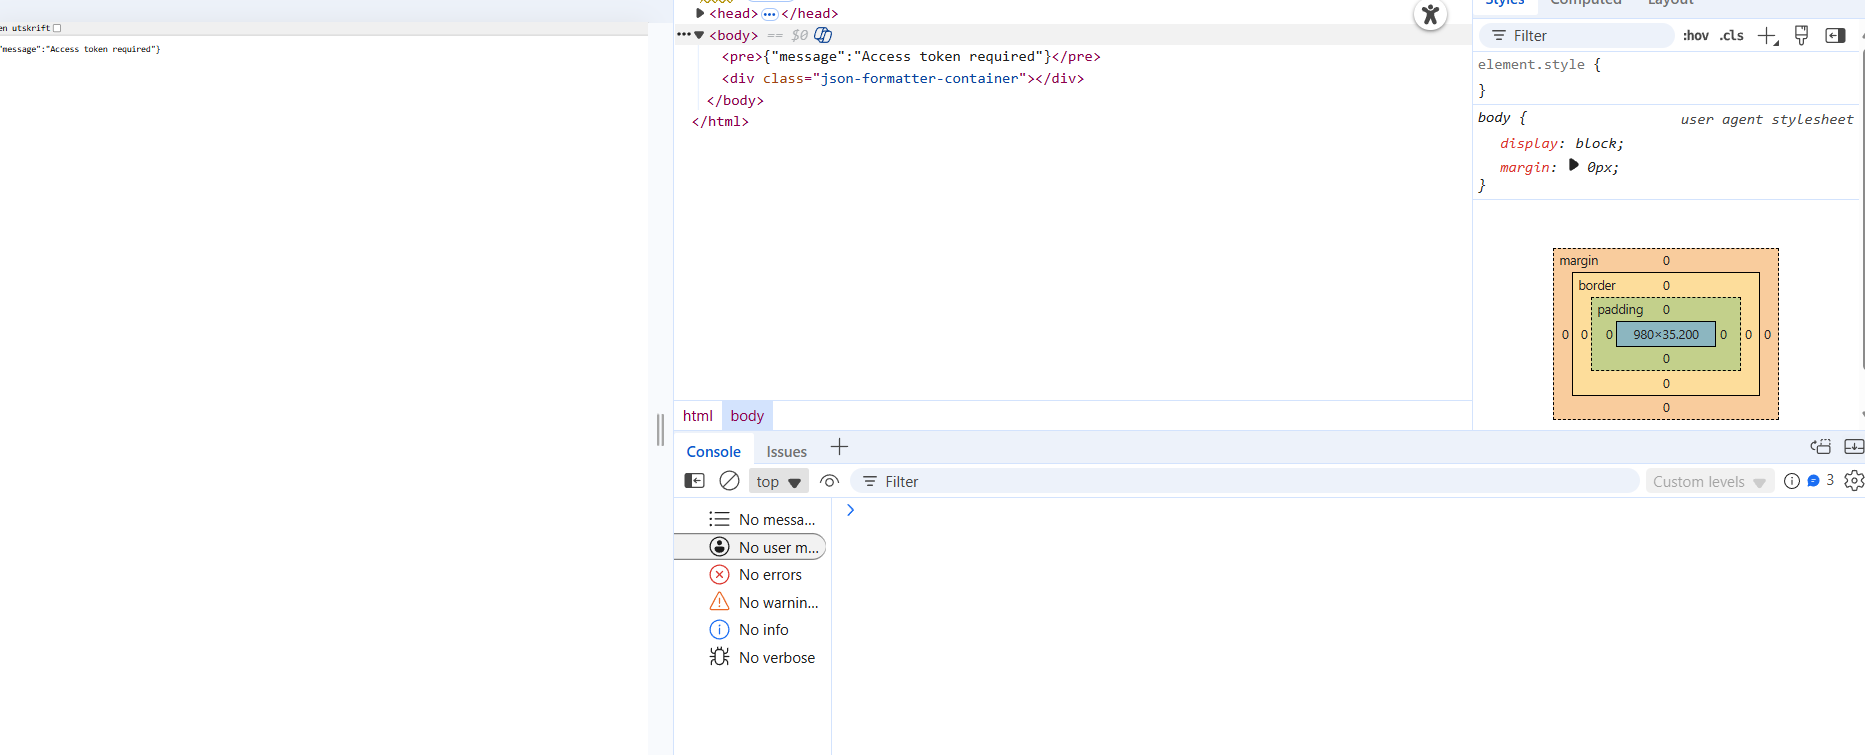 en utskrift
"message":"Access token required"}
<head> ••• </head>
••• <body> == $0
<pre>{"message":"Access token required"}</pre>
<div class="json-formatter-container"></div>
</body>
</html>
html body
Styles Computed Layout
Filter :hov .cls
element.style {
}
body { user agent stylesheet
display: block;
margin: 0px;
}
margin 0
border 0
padding 0
0 0 0 980×35.200 0 0 0
0
0
0
Console Issues
top Filter Custom levels 3
No messa...
No user m...
No errors
No warnin...
No info
No verbose